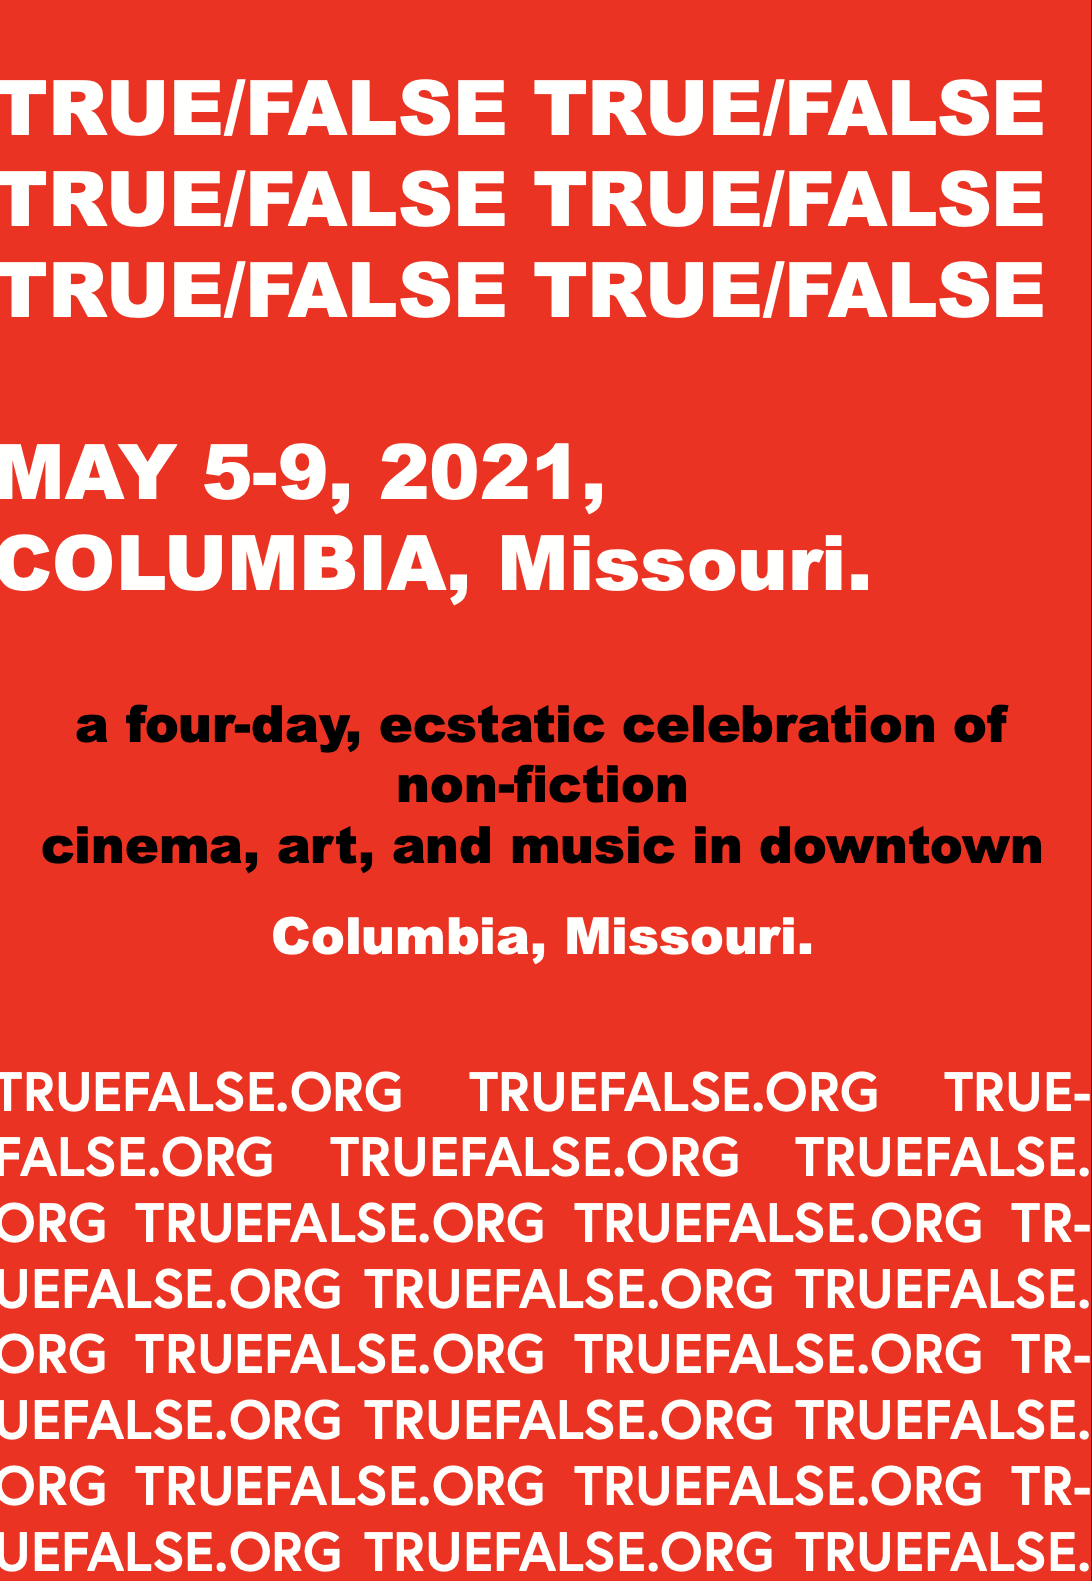 TRUE/FALSE TRUE/FALSE
TRUE/FALSE TRUE/FALSE
TRUE/FALSE TRUE/FALSE
MAY 5-9, 2021,
COLUMBIA, Missouri.
a four-day, ecstatic celebration of
non-fiction
cinema, art, and music in downtown
Columbia, Missouri.
TRUEFALSE.ORG TRUEFALSE.ORG TRUE-
FALSE.ORG TRUEFALSE.ORG TRUEFALSE.
ORG TRUEFALSE.ORG TRUEFALSE.ORG TR-
UEFALSE.ORG TRUEFALSE.ORG TRUEFALSE.
ORG TRUEFALSE.ORG TRUEFALSE.ORG TR-
UEFALSE.ORG TRUEFALSE.ORG TRUEFALSE.
ORG TRUEFALSE.ORG TRUEFALSE.ORG TR-
UEFALSE.ORG TRUEFALSE.ORG TRUEFALSE.